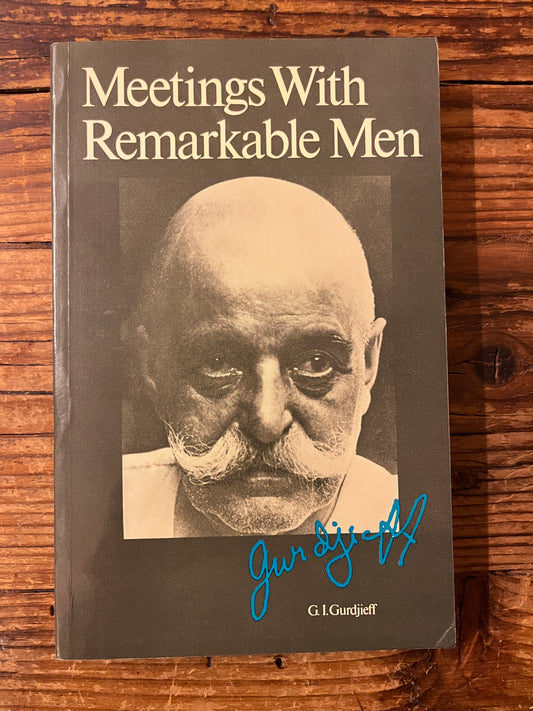 Meetings With
Remarkable Men
Gurdjieff
G. I. Gurdjieff